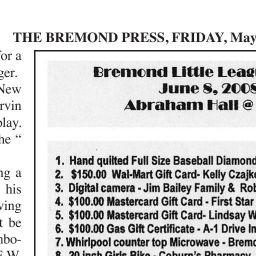 THE BREMOND PRESS, FRIDAY, May
for a
ger.
New
rvin
play.
he "
ng a
his
ving
t be
mbo-
Bremond Little Leag
June 8, 2008
Abraham Hall @
1. Hand quilted Full Size Baseball Diamond
2. $150.00 Wal-Mart Gift Card- Kelly Czajk
3. Digital camera - Jim Bailey Family & Rob
4. $100.00 Mastercard Gift Card - First Star
5. $100.00 Mastercard Gift Card- Lindsay W
6. $100.00 Gas Gift Certificate - A-1 Drive In
7. Whirlpool counter top Microwave - Bremo
8. 20 inch Girls Bike - Coburn's Pharmacy